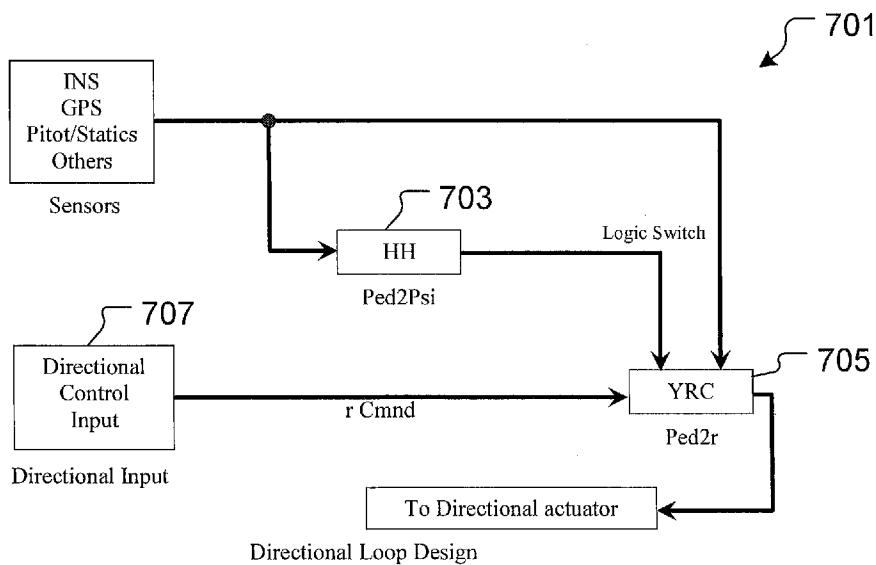 701
INS
GPS
Pitot/Statics
Others
Sensors
703
HH
Logic Switch
Ped2Psi
707
Directional
Control
Input
r Cmnd
705
YRC
Ped2r
Directional Input
To Directional actuator
Directional Loop Design